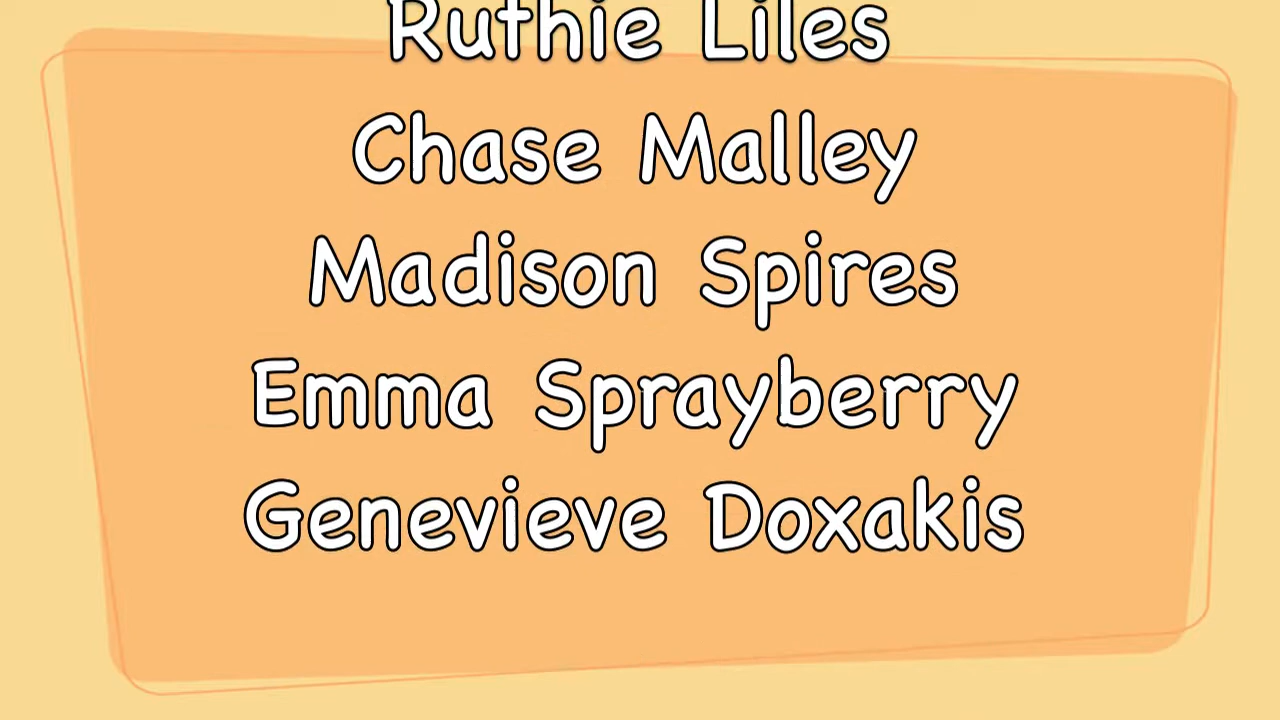 Ruthie Liles
Chase Malley
Madison Spires
Emma Sprayberry
Genevieve Doxakis